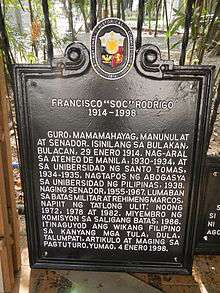 FRANCISCO "SOC" RODRIGO
1914-1998
GURO, MAMAMAHAYAG, MANUNULAT
AT SENADOR. ISINILANG SA BULAKAN,
BULACAN, 29 ENERO 1914. NAG-ARAL
SA ATENEO DE MANILA, 1930-1934, AT
SA UNIBERSIDAD NG SANTO TOMAS,
1934-1935. NAGTAPOS NG ABOGASYA
SA UNIBERSIDAD NG PILIPINAS, 1938.
NAGING SENADOR, 1955-1967. LUMABAN
SA BATAS MILITAR AT REHIMENG MARCOS.
NAPIIT NG TATLONG ULIT, NOONG
1972, 1978 AT 1982. MIYEMBRO NG
KOMISYON SA SALIGANG BATAS, 1986.
ITINAGUYOD ANG WIKANG FILIPINO
SA KANYANG MGA TULA, DULA,
TALUMPATI, ARTIKULO AT MAGING SA
PAGTUTURO. YUMAO, 4 ENERO 1998.